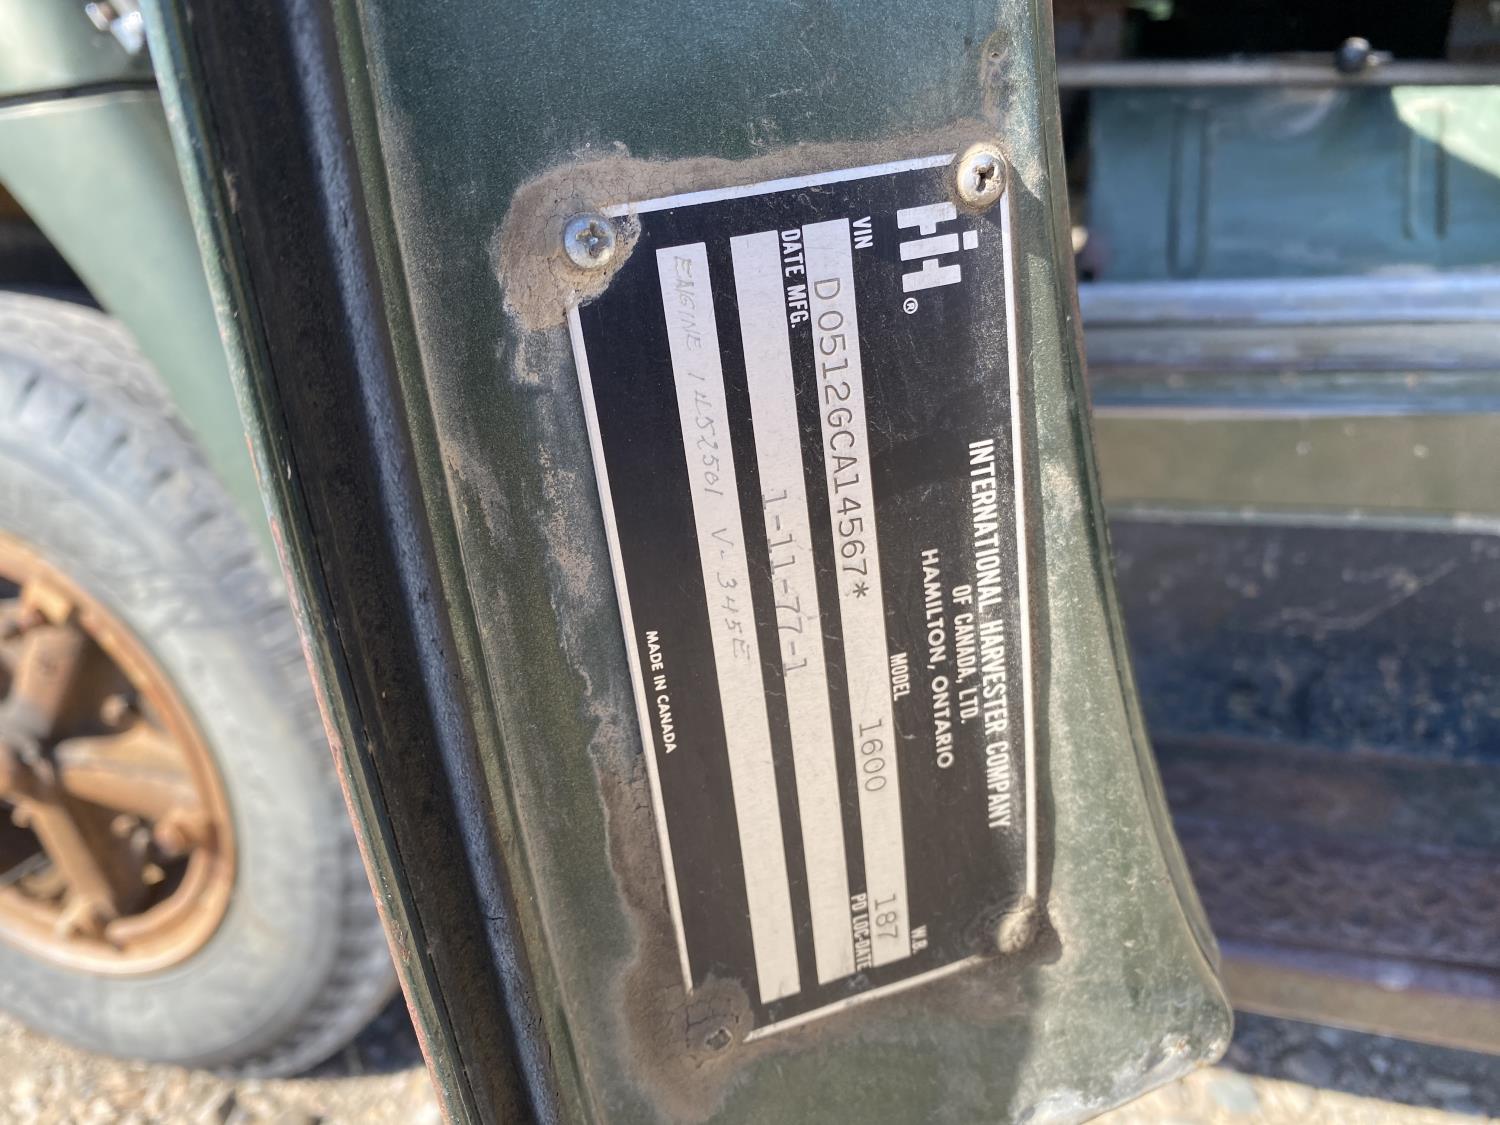 IH®
INTERNATIONAL HARVESTER COMPANY
OF CANADA, LTD.
HAMILTON, ONTARIO
VIN MODEL W.B.
D0512GCA14567* 1600 187
DATE MFG. PD LOC-DATE
1-11-77-1
ENGINE V-345E
MADE IN CANADA